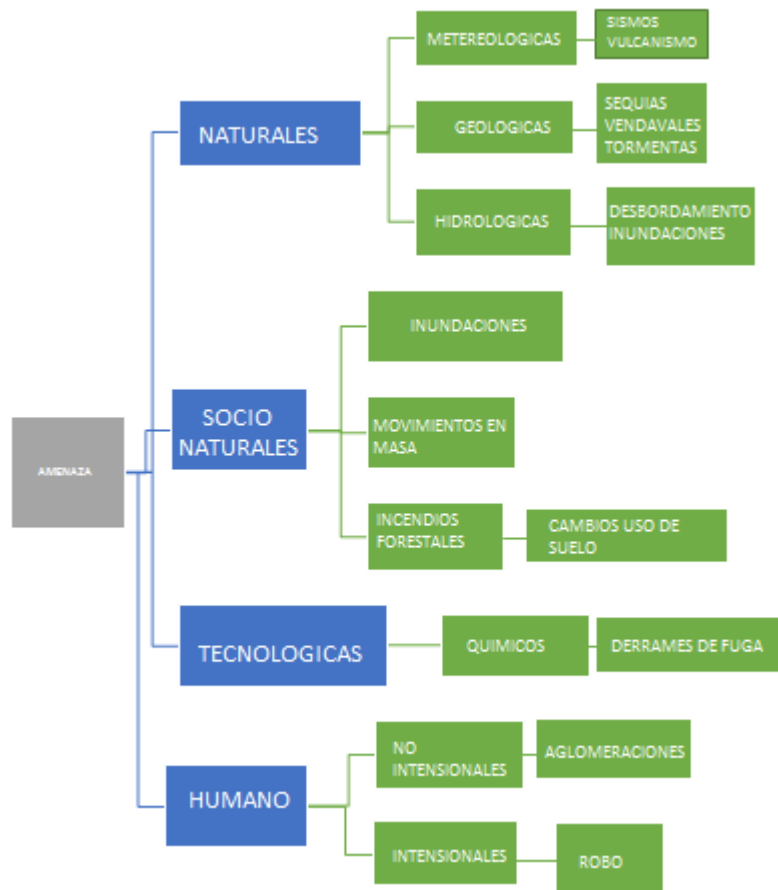 AMENAZA
NATURALES
METEREOLOGICAS
SISMOS
VULCANISMO
GEOLOGICAS
SEQUIAS
VENDAVALES
TORMENTAS
HIDROLOGICAS
DESBORDAMIENTO
INUNDACIONES
SOCIO
NATURALES
INUNDACIONES
MOVIMIENTOS EN
MASA
INCENDIOS
FORESTALES
CAMBIOS USO DE
SUELO
TECNOLOGICAS
QUIMICOS
DERRAMES DE FUGA
HUMANO
NO
INTENSIONALES
AGLOMERACIONES
INTENSIONALES
ROBO